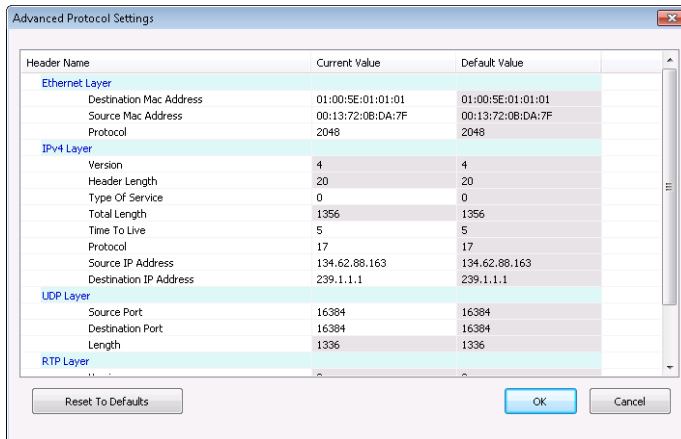 Advanced Protocol Settings
Header Name Current Value Default Value
Ethernet Layer
Destination Mac Address 01:00:5E:01:01:01 01:00:5E:01:01:01
Source Mac Address 00:13:72:0B:DA:7F 00:13:72:0B:DA:7F
Protocol 2048 2048
IPv4 Layer
Version 4 4
Header Length 20 20
Type Of Service 0 0
Total Length 1356 1356
Time To Live 5 5
Protocol 17 17
Source IP Address 134.62.88.163 134.62.88.163
Destination IP Address 239.1.1.1 239.1.1.1
UDP Layer
Source Port 16384 16384
Destination Port 16384 16384
Length 1336 1336
RTP Layer
Reset To Defaults OK Cancel